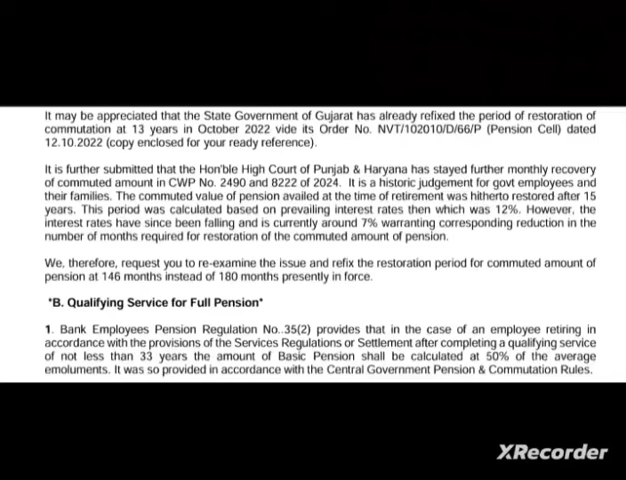 It may be appreciated that the State Government of Gujarat has already refixed the period of restoration of
commutation at 13 years in October 2022 vide its Order No. NVT/102010/D/66/P (Pension Cell) dated
12.10.2022 (copy enclosed for your ready reference).
It is further submitted that the Hon'ble High Court of Punjab & Haryana has stayed further monthly recovery
of commuted amount in CWP No. 2490 and 8222 of 2024. It is a historic judgement for govt employees and
their families. The commuted value of pension availed at the time of retirement was hitherto restored after 15
years. This period was calculated based on prevailing interest rates then which was 12%. However, the
interest rates have since been falling and is currently around 7% warranting corresponding reduction in the
number of months required for restoration of the commuted amount of pension.
We, therefore, request you to re-examine the issue and refix the restoration period for commuted amount of
pension at 146 months instead of 180 months presently in force.
*B. Qualifying Service for Full Pension*
1. Bank Employees Pension Regulation No..35(2) provides that in the case of an employee retiring in
accordance with the provisions of the Services Regulations or Settlement after completing a qualifying service
of not less than 33 years the amount of Basic Pension shall be calculated at 50% of the average
emoluments. It was so provided in accordance with the Central Government Pension & Commutation Rules.
XRecorder